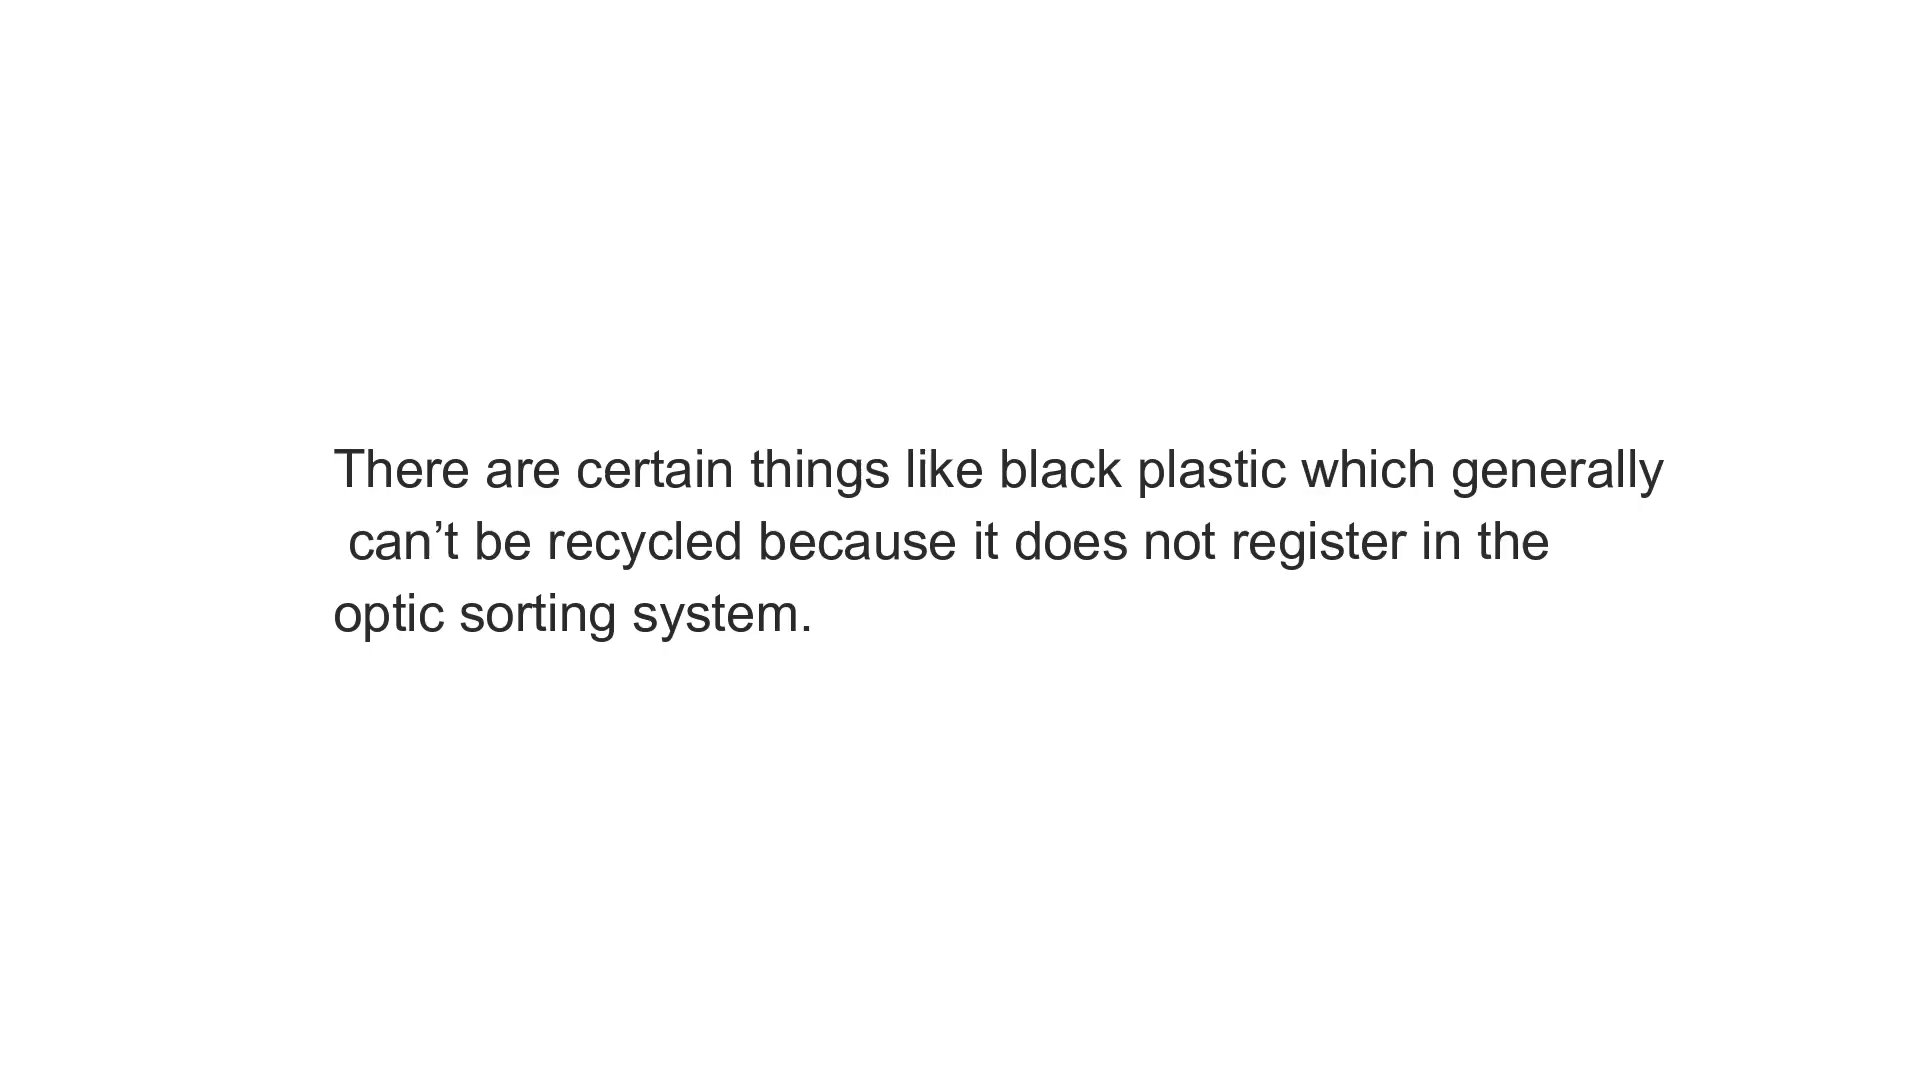 There are certain things like black plastic which generally
can’t be recycled because it does not register in the
optic sorting system.